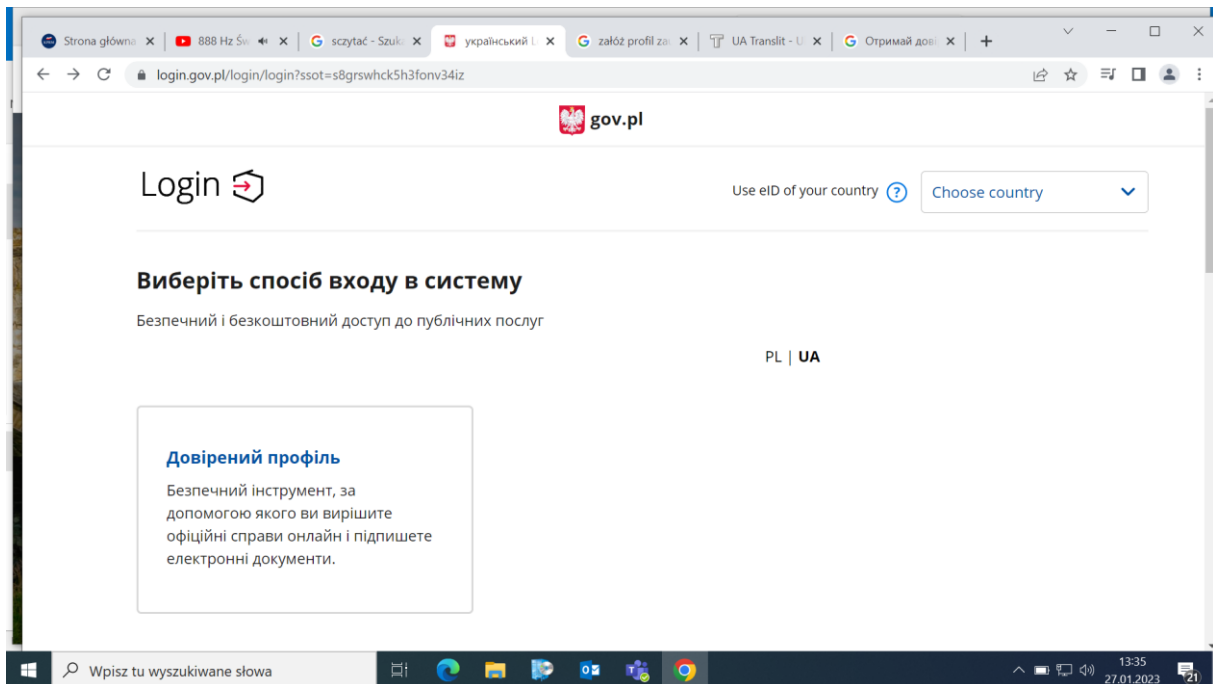 Strona główna
888 Hz Św
sczytać - Szuka
український L
załóż profil za
UA Translit - U
Отримай дові
login.gov.pl/login/login?ssot=s8grswhck5h3fonv34iz
gov.pl
Login
Use eID of your country ?
Choose country
Виберіть спосіб входу в систему
Безпечний і безкоштовний доступ до публічних послуг
PL | UA
Довірений профіль
Безпечний інструмент, за
допомогою якого ви вирішите
офіційні справи онлайн і підпишете
електронні документи.
Wpisz tu wyszukiwane słowa
13:35
27.01.2023
21